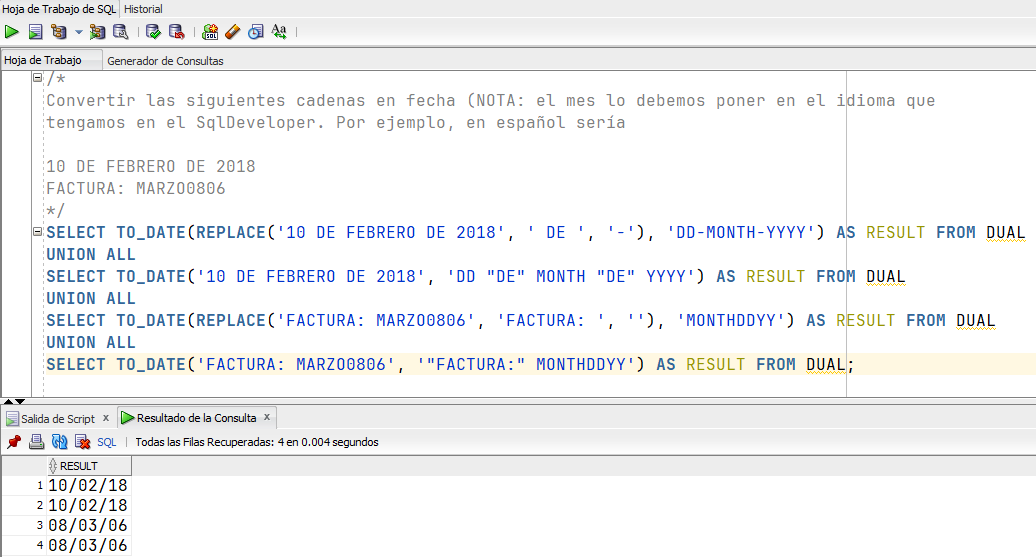 Hoja de Trabajo de SQL Historial
Hoja de Trabajo Generador de Consultas
/*
Convertir las siguientes cadenas en fecha (NOTA: el mes lo debemos poner en el idioma que
tengamos en el SqlDeveloper. Por ejemplo, en español sería
10 DE FEBRERO DE 2018
FACTURA: MARZO0806
*/
SELECT TO_DATE(REPLACE('10 DE FEBRERO DE 2018', ' DE ', '-'), 'DD-MONTH-YYYY') AS RESULT FROM DUAL
UNION ALL
SELECT TO_DATE('10 DE FEBRERO DE 2018', 'DD "DE" MONTH "DE" YYYY') AS RESULT FROM DUAL
UNION ALL
SELECT TO_DATE(REPLACE('FACTURA: MARZO0806', 'FACTURA: ', ''), 'MONTHDDYY') AS RESULT FROM DUAL
UNION ALL
SELECT TO_DATE('FACTURA: MARZO0806', '"FACTURA:" MONTHDDYY') AS RESULT FROM DUAL;
Salida de Script x Resultado de la Consulta x
SQL Todas las Filas Recuperadas: 4 en 0.004 segundos
RESULT
1 10/02/18
2 10/02/18
3 08/03/06
4 08/03/06